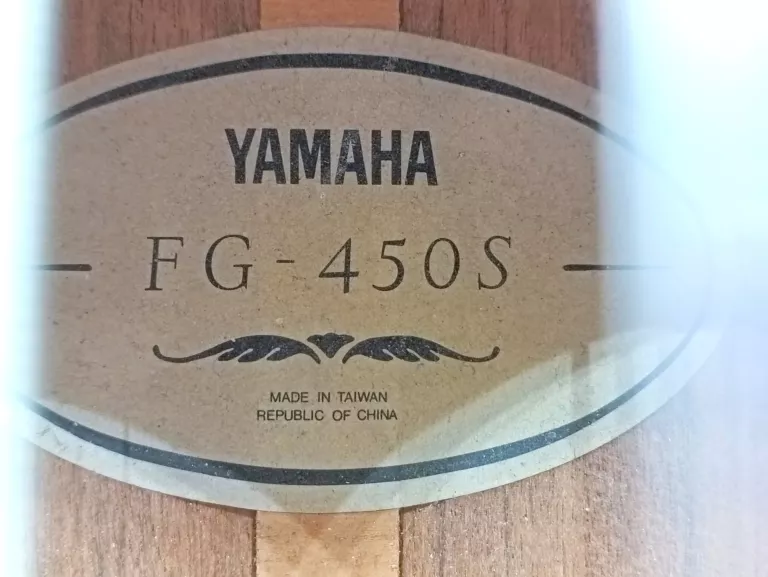 YAMAHA
FG-450S
MADE IN TAIWAN
REPUBLIC OF CHINA